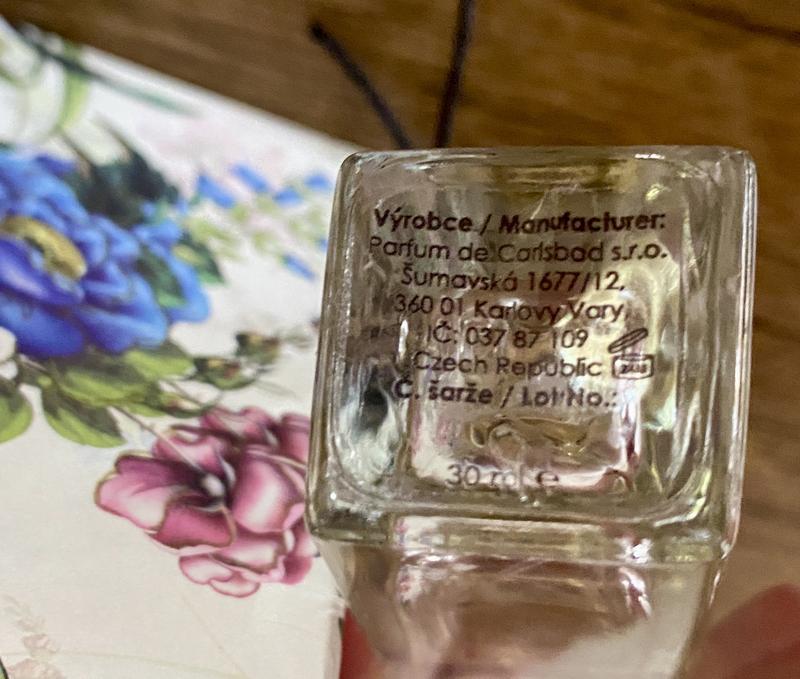 Výrobce / Manufacturer:
Parfum de Carlsbad s.r.o.
Šumavská 1677/12,
360 01 Karlovy Vary
IČ: 037 87 109
Czech Republic
Č. šarže / Lot No.:
30 ml e